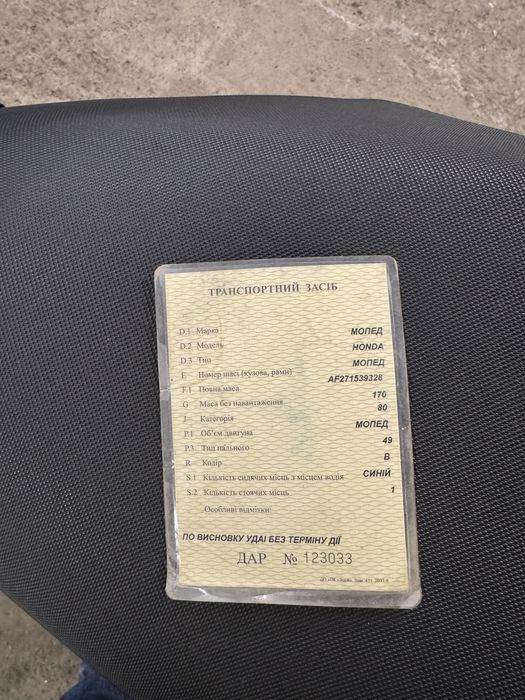 ТРАНСПОРТНИЙ ЗАСІБ
D.1 Марка МОПЕД
D.2 Модель HONDA
D.3 Тип МОПЕД
E Номер шасі (кузова, рами) AF271539328
F.1 Повна маса 170
G Маса без навантаження 80
J Категорія МОПЕД
P.1 Об'єм двигуна 49
P.3 Тип пального B
R Колір СИНІЙ
S.1 Кількість сидячих місць з місцем водія 1
S.2 Кількість стоячих місць
Особливі відмітки:
ПО ВИСНОВКУ УДАІ БЕЗ ТЕРМІНУ ДІЇ
ДАР № 123033